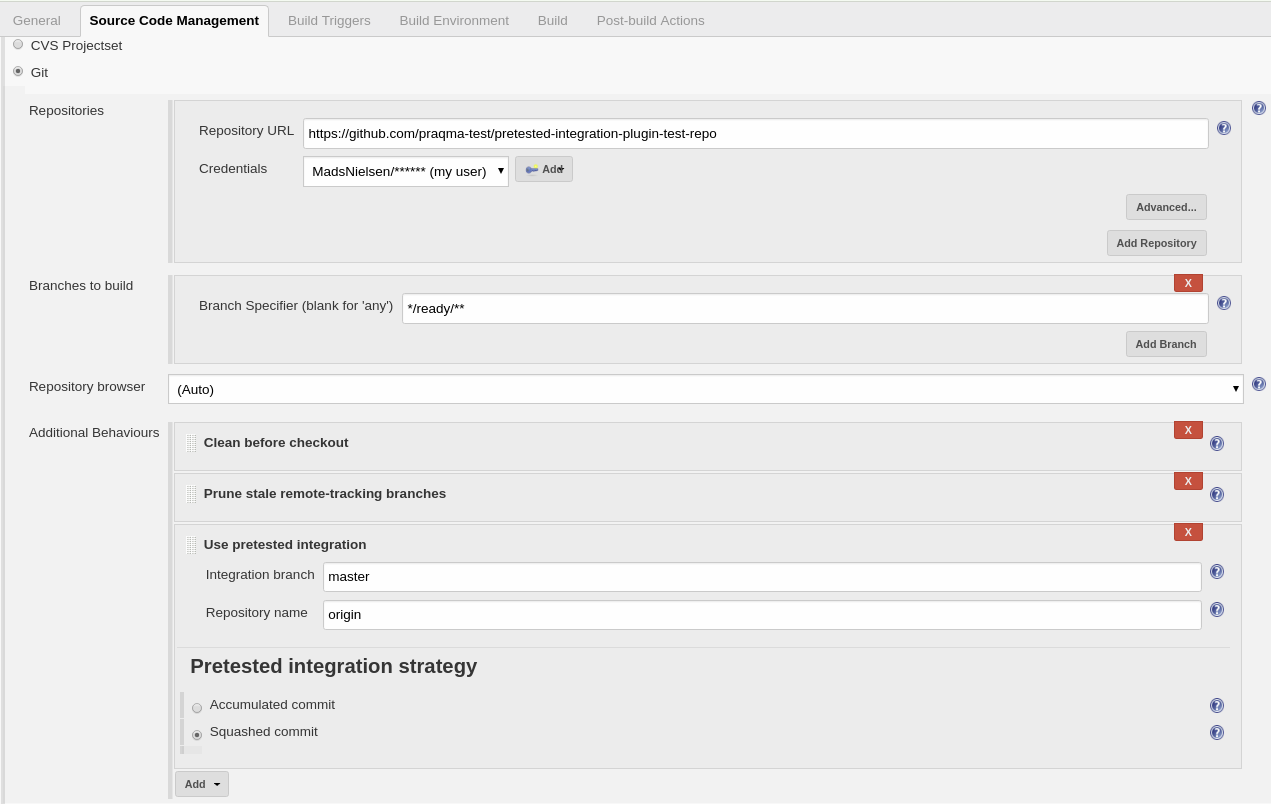 General Source Code Management Build Triggers Build Environment Build Post-build Actions
CVS Projectset
Git
Repositories
Repository URL https://github.com/praqma-test/pretested-integration-plugin-test-repo
Credentials MadsNielsen/****** (my user) Add
Advanced...
Add Repository
Branches to build
X
Branch Specifier (blank for 'any') */ready/**
Add Branch
Repository browser (Auto)
Additional Behaviours
X
Clean before checkout
X
Prune stale remote-tracking branches
X
Use pretested integration
Integration branch master
Repository name origin
Pretested integration strategy
Accumulated commit
Squashed commit
Add